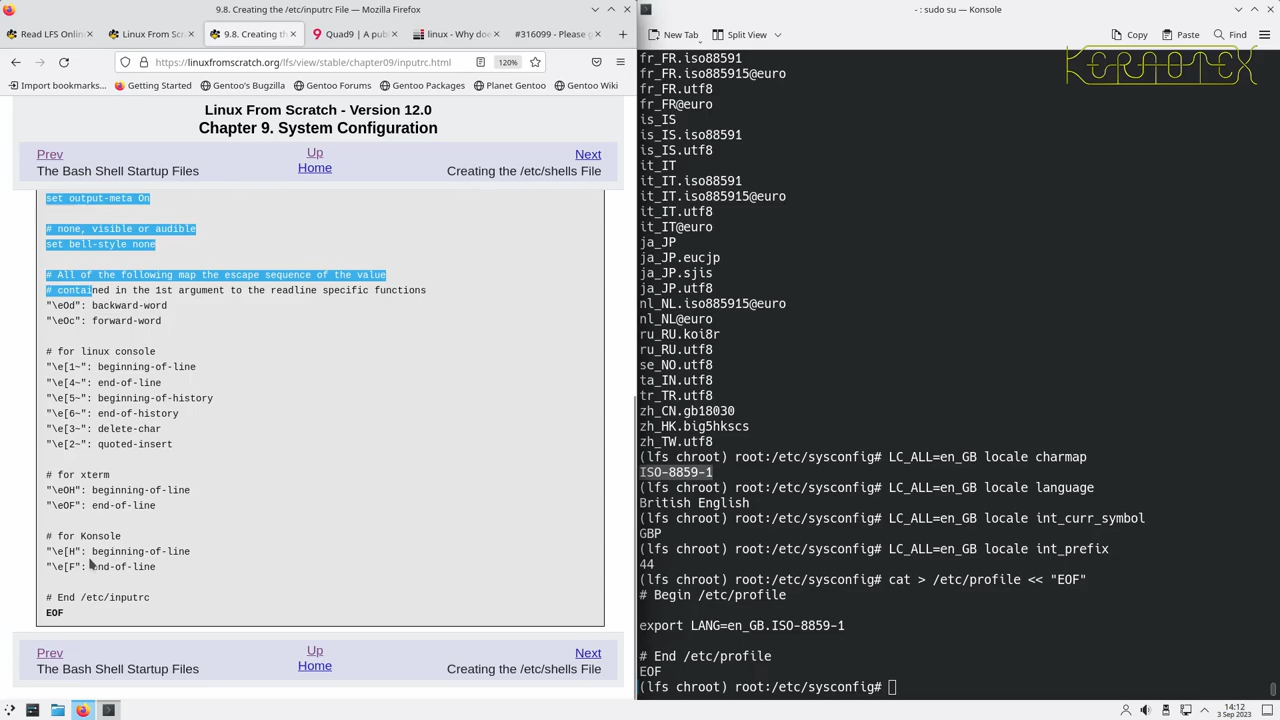 9.8. Creating the /etc/inputrc File — Mozilla Firefox
Read LFS Onlin
Linux From Scra
9.8. Creating th
Quad9 | A pub
linux - Why doe
#316099 - Please g
https://linuxfromscratch.org/lfs/view/stable/chapter09/inputrc.html
120%
Import bookmarks...
Getting Started
Gentoo's Bugzilla
Gentoo Forums
Gentoo Packages
Planet Gentoo
Gentoo Wiki
Linux From Scratch - Version 12.0
Chapter 9. System Configuration
Prev
Up
Next
The Bash Shell Startup Files
Home
Creating the /etc/shells File
set output-meta On
# none, visible or audible
set bell-style none
# All of the following map the escape sequence of the value
# contained in the 1st argument to the readline specific functions
"\eOd": backward-word
"\eOc": forward-word
# for linux console
"\e[1~": beginning-of-line
"\e[4~": end-of-line
"\e[5~": beginning-of-history
"\e[6~": end-of-history
"\e[3~": delete-char
"\e[2~": quoted-insert
# for xterm
"\eOH": beginning-of-line
"\eOF": end-of-line
# for Konsole
"\e[H": beginning-of-line
"\e[F": end-of-line
# End /etc/inputrc
EOF
Prev
Up
Next
The Bash Shell Startup Files
Home
Creating the /etc/shells File
- : sudo su — Konsole
New Tab
Split View
Copy
Paste
Find
KERNOTEX
fr_FR.iso88591
fr_FR.iso885915@euro
fr_FR.utf8
fr_FR@euro
is_IS
is_IS.iso88591
is_IS.utf8
it_IT
it_IT.iso88591
it_IT.iso885915@euro
it_IT.utf8
it_IT@euro
ja_JP
ja_JP.eucjp
ja_JP.sjis
ja_JP.utf8
nl_NL.iso885915@euro
nl_NL@euro
ru_RU.koi8r
ru_RU.utf8
se_NO.utf8
ta_IN.utf8
tr_TR.utf8
zh_CN.gb18030
zh_HK.big5hkscs
zh_TW.utf8
(lfs chroot) root:/etc/sysconfig# LC_ALL=en_GB locale charmap
ISO-8859-1
(lfs chroot) root:/etc/sysconfig# LC_ALL=en_GB locale language
British English
(lfs chroot) root:/etc/sysconfig# LC_ALL=en_GB locale int_curr_symbol
GBP
(lfs chroot) root:/etc/sysconfig# LC_ALL=en_GB locale int_prefix
44
(lfs chroot) root:/etc/sysconfig# cat > /etc/profile << "EOF"
# Begin /etc/profile
export LANG=en_GB.ISO-8859-1
# End /etc/profile
EOF
(lfs chroot) root:/etc/sysconfig#
14:12
3 Sep 2023